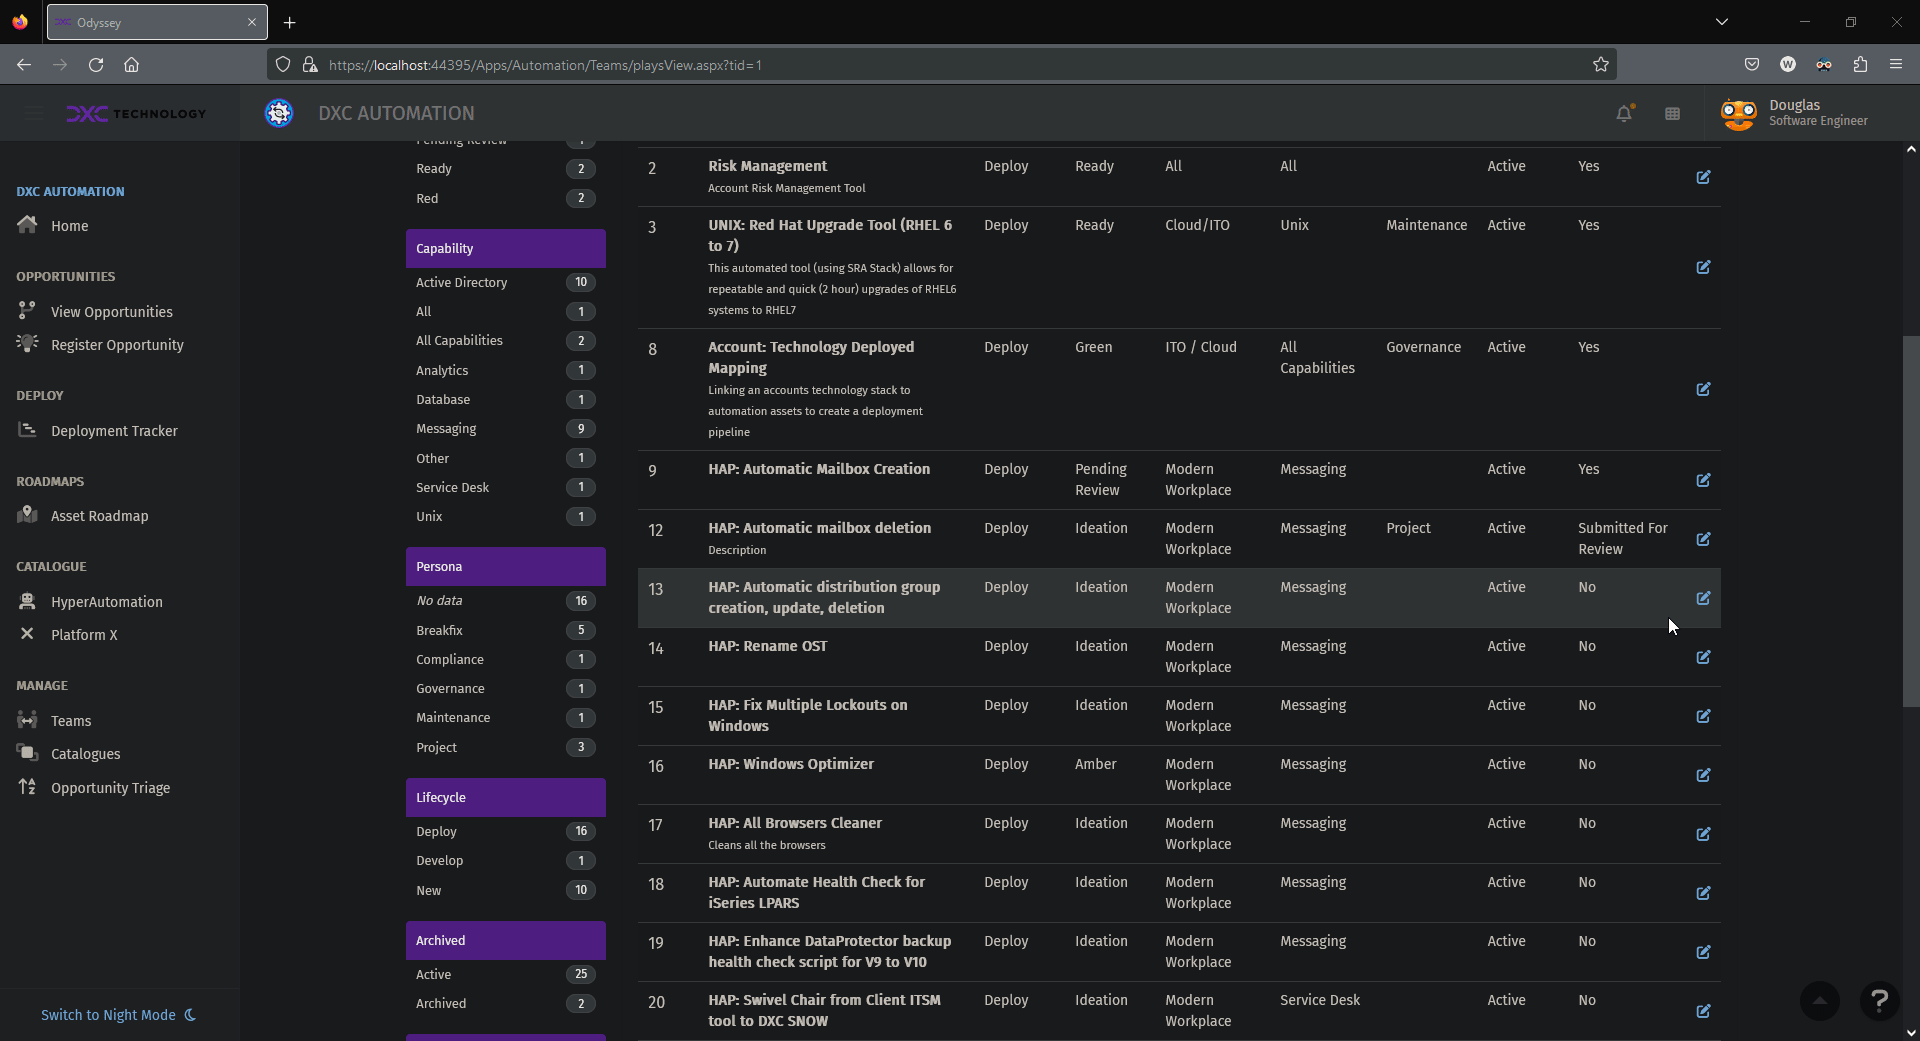 Odyssey
https://localhost:44395/Apps/Automation/Teams/playsView.aspx?tid=1
W
DXC TECHNOLOGY
DXC AUTOMATION
Douglas
Software Engineer
DXC AUTOMATION
Home
OPPORTUNITIES
View Opportunities
Register Opportunity
DEPLOY
Deployment Tracker
ROADMAPS
Asset Roadmap
CATALOGUE
HyperAutomation
Platform X
MANAGE
Teams
Catalogues
Opportunity Triage
Switch to Night Mode
Pending Review 1
Ready 2
Red 2
Capability
Active Directory 10
All 1
All Capabilities 2
Analytics 1
Database 1
Messaging 9
Other 1
Service Desk 1
Unix 1
Persona
No data 16
Breakfix 5
Compliance 1
Governance 1
Maintenance 1
Project 3
Lifecycle
Deploy 16
Develop 1
New 10
Archived
Active 25
Archived 2
2 Risk Management Deploy Ready All All Active Yes
Account Risk Management Tool
3 UNIX: Red Hat Upgrade Tool (RHEL 6 Deploy Ready Cloud/ITO Unix Maintenance Active Yes
to 7)
This automated tool (using SRA Stack) allows for
repeatable and quick (2 hour) upgrades of RHEL6
systems to RHEL7
8 Account: Technology Deployed Deploy Green ITO / Cloud All Governance Active Yes
Mapping Capabilities
Linking an accounts technology stack to
automation assets to create a deployment
pipeline
9 HAP: Automatic Mailbox Creation Deploy Pending Modern Messaging Active Yes
Review Workplace
12 HAP: Automatic mailbox deletion Deploy Ideation Modern Messaging Project Active Submitted For
Description Workplace Review
13 HAP: Automatic distribution group Deploy Ideation Modern Messaging Active No
creation, update, deletion Workplace
14 HAP: Rename OST Deploy Ideation Modern Messaging Active No
Workplace
15 HAP: Fix Multiple Lockouts on Deploy Ideation Modern Messaging Active No
Windows Workplace
16 HAP: Windows Optimizer Deploy Amber Modern Messaging Active No
Workplace
17 HAP: All Browsers Cleaner Deploy Ideation Modern Messaging Active No
Cleans all the browsers Workplace
18 HAP: Automate Health Check for Deploy Ideation Modern Messaging Active No
iSeries LPARS Workplace
19 HAP: Enhance DataProtector backup Deploy Ideation Modern Messaging Active No
health check script for V9 to V10 Workplace
20 HAP: Swivel Chair from Client ITSM Deploy Ideation Modern Service Desk Active No
tool to DXC SNOW Workplace
?